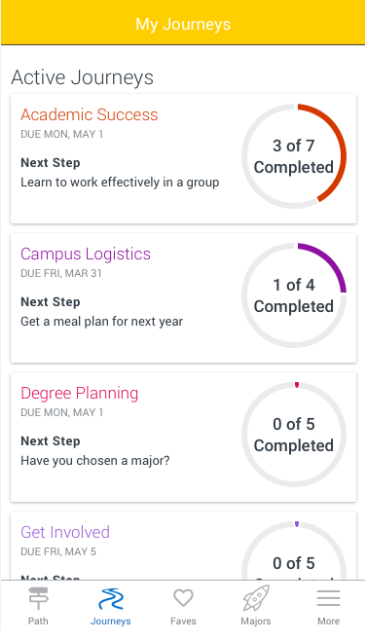 My Journeys
Active Journeys
Academic Success
DUE MON, MAY 1
Next Step
Learn to work effectively in a group
3 of 7
Completed
Campus Logistics
DUE FRI, MAR 31
Next Step
Get a meal plan for next year
1 of 4
Completed
Degree Planning
DUE MON, MAY 1
Next Step
Have you chosen a major?
0 of 5
Completed
Get Involved
DUE FRI, MAY 5
Next Step
0 of 5
Completed
Path
Journeys
Faves
Majors
More